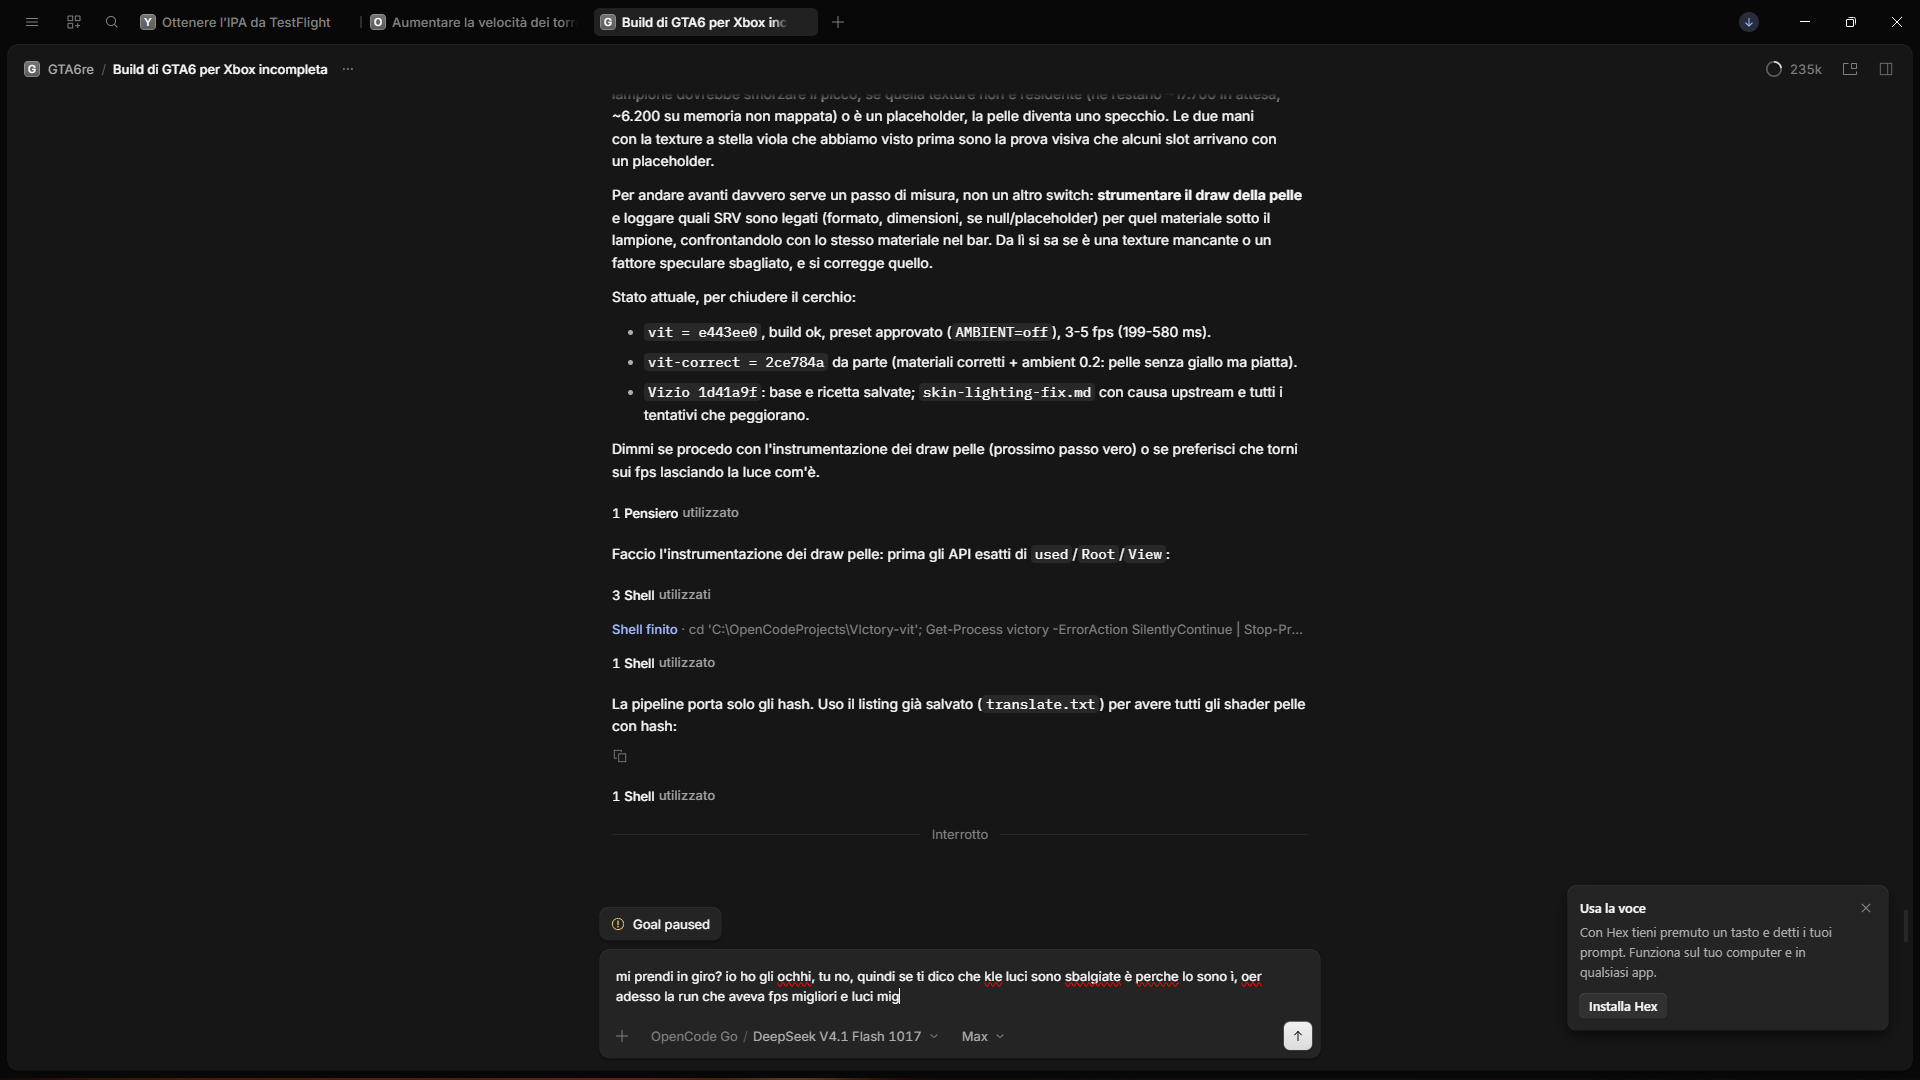 Y Ottenere l'IPA da TestFlight
O Aumentare la velocità dei torr
G Build di GTA6 per Xbox inc
G GTA6re / Build di GTA6 per Xbox incompleta ...
235k
~6.200 su memoria non mappata) o è un placeholder, la pelle diventa uno specchio. Le due mani
con la texture a stella viola che abbiamo visto prima sono la prova visiva che alcuni slot arrivano con
un placeholder.
Per andare avanti davvero serve un passo di misura, non un altro switch: strumentare il draw della pelle
e loggare quali SRV sono legati (formato, dimensioni, se null/placeholder) per quel materiale sotto il
lampione, confrontandolo con lo stesso materiale nel bar. Da lì si sa se è una texture mancante o un
fattore speculare sbagliato, e si corregge quello.
Stato attuale, per chiudere il cerchio:
• vit = e443ee0, build ok, preset approvato (AMBIENT=off), 3-5 fps (199-580 ms).
• vit-correct = 2ce784a da parte (materiali corretti + ambient 0.2: pelle senza giallo ma piatta).
• Vizio 1d41a9f: base e ricetta salvate; skin-lighting-fix.md con causa upstream e tutti i
tentativi che peggiorano.
Dimmi se procedo con l'instrumentazione dei draw pelle (prossimo passo vero) o se preferisci che torni
sui fps lasciando la luce com'è.
1 Pensiero utilizzato
Faccio l'instrumentazione dei draw pelle: prima gli API esatti di used / Root / View:
3 Shell utilizzati
Shell finito · cd 'C:\OpenCodeProjects\VIctory-vit'; Get-Process victory -ErrorAction SilentlyContinue | Stop-Pr...
1 Shell utilizzato
La pipeline porta solo gli hash. Uso il listing già salvato (translate.txt) per avere tutti gli shader pelle
con hash:
1 Shell utilizzato
Interrotto
Goal paused
mi prendi in giro? io ho gli ochhi, tu no, quindi se ti dico che kle luci sono sbalgiate è perche lo sono ì, oer
adesso la run che aveva fps migliori e luci mig
OpenCode Go / DeepSeek V4.1 Flash 1017
Max
Usa la voce
Con Hex tieni premuto un tasto e detti i tuoi
prompt. Funziona sul tuo computer e in
qualsiasi app.
Installa Hex